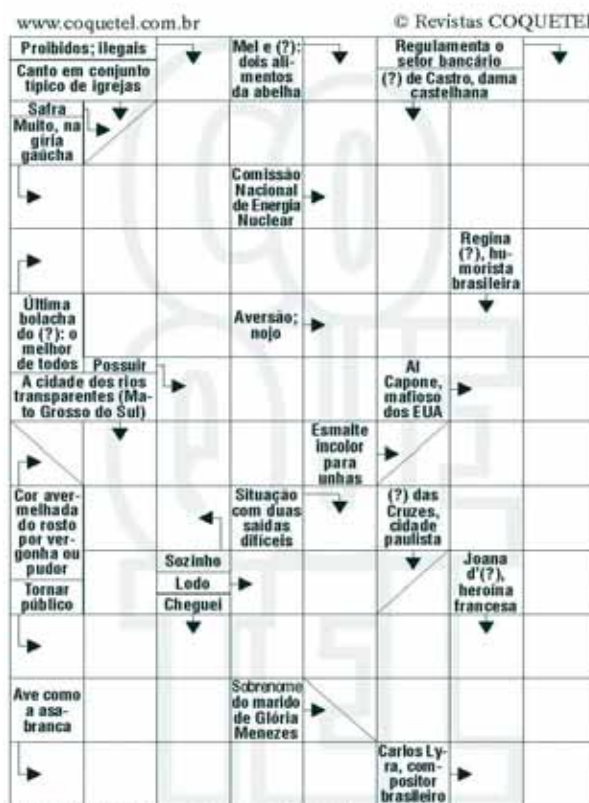 www.coquetel.com.br © Revistas COQUETEL
Proibidos; ilegais
Canto em conjunto
típico de igrejas
Mel e (?):
dois ali-
mentos
da abelha
Regulamenta o
setor bancário
(?) de Castro, dama
castelhana
Safra
Muito, na
gíria
gaúcha
Comissão
Nacional
de Energia
Nuclear
Regina
(?), hu-
morista
brasileira
Última
bolacha
do (?): o
melhor
de todos
Aversão;
nojo
Possuir
A cidade dos rios
transparentes (Ma-
to Grosso do Sul)
Al
Capone,
mafioso
dos EUA
Esmalte
incolor
para
unhas
Cor aver-
melhada
do rosto
por ver-
gonha ou
pudor
Situação
com duas
saídas
difíceis
(?) das
Cruzes,
cidade
paulista
Tornar
público
Sozinho
Lodo
Cheguei
Joana
d'(?),
heroína
francesa
Ave como
a asa-
branca
Sobrenome
do marido
de Glória
Menezes
Carlos Ly-
ra, com-
positor
brasileiro